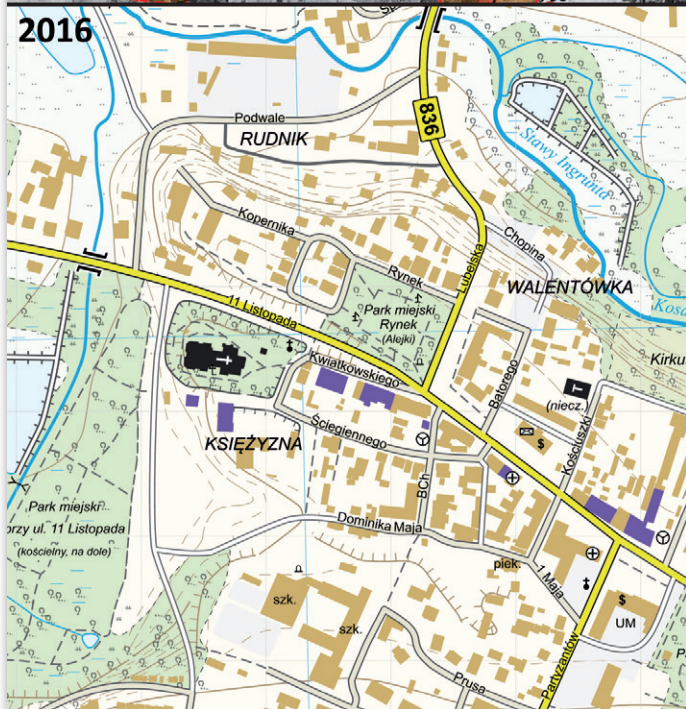 2016
836
Podwale
RUDNIK
Stawy Ingrunta
Kopernika
Chopina
Rynek
Lubelska
WALENTÓWKA
11 Listopada
Park miejski
Rynek
(Alejki)
Kirku
Kwiatkowskiego
Batorego
T
(niecz.)
Kościuszki
$
Ściegiennego
KSIĘŻYZNA
BCh
Park miejski
przy ul. 11 Listopada
(kościelny, na dole)
Dominika Maja
piek.
1 Maja
szk.
szk.
$
UM
Partyzantów
Prusa
P